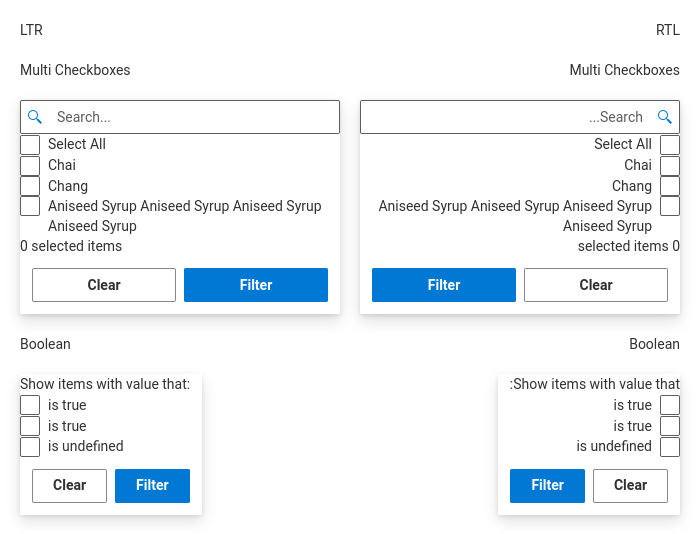 LTR
Multi Checkboxes
Search...
Select All
Chai
Chang
Aniseed Syrup Aniseed Syrup Aniseed Syrup
Aniseed Syrup
0 selected items
Clear Filter
Boolean
Show items with value that:
is true
is true
is undefined
Clear Filter
RTL
Multi Checkboxes
...Search
Select All
Chai
Chang
Aniseed Syrup Aniseed Syrup Aniseed Syrup
Aniseed Syrup
selected items 0
Filter Clear
Boolean
:Show items with value that
is true
is true
is undefined
Filter Clear